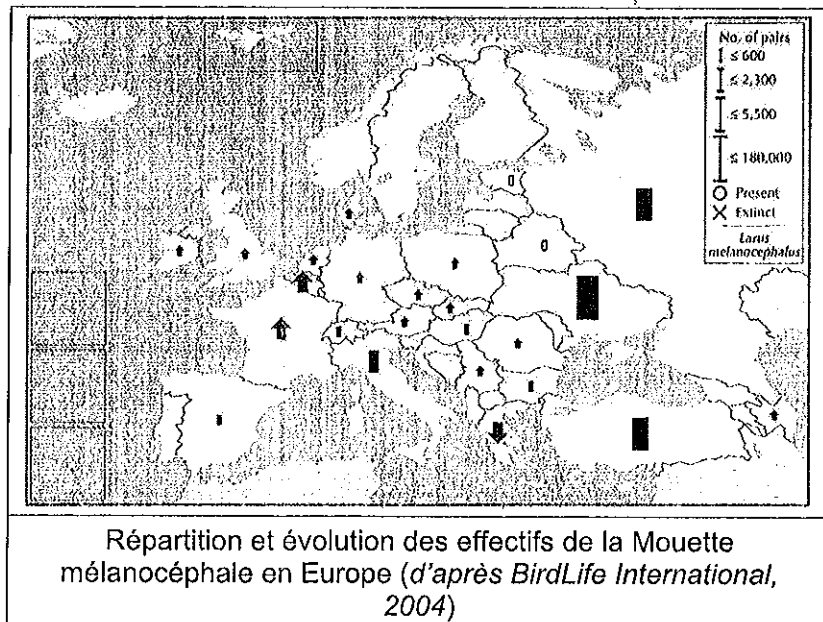 No. of pairs
≤ 600
≤ 2,300
≤ 5,500
≤ 180,000
Present
Extinct
Larus
melanocephalus
Répartition et évolution des effectifs de la Mouette
mélanocéphale en Europe (d'après BirdLife International,
2004)